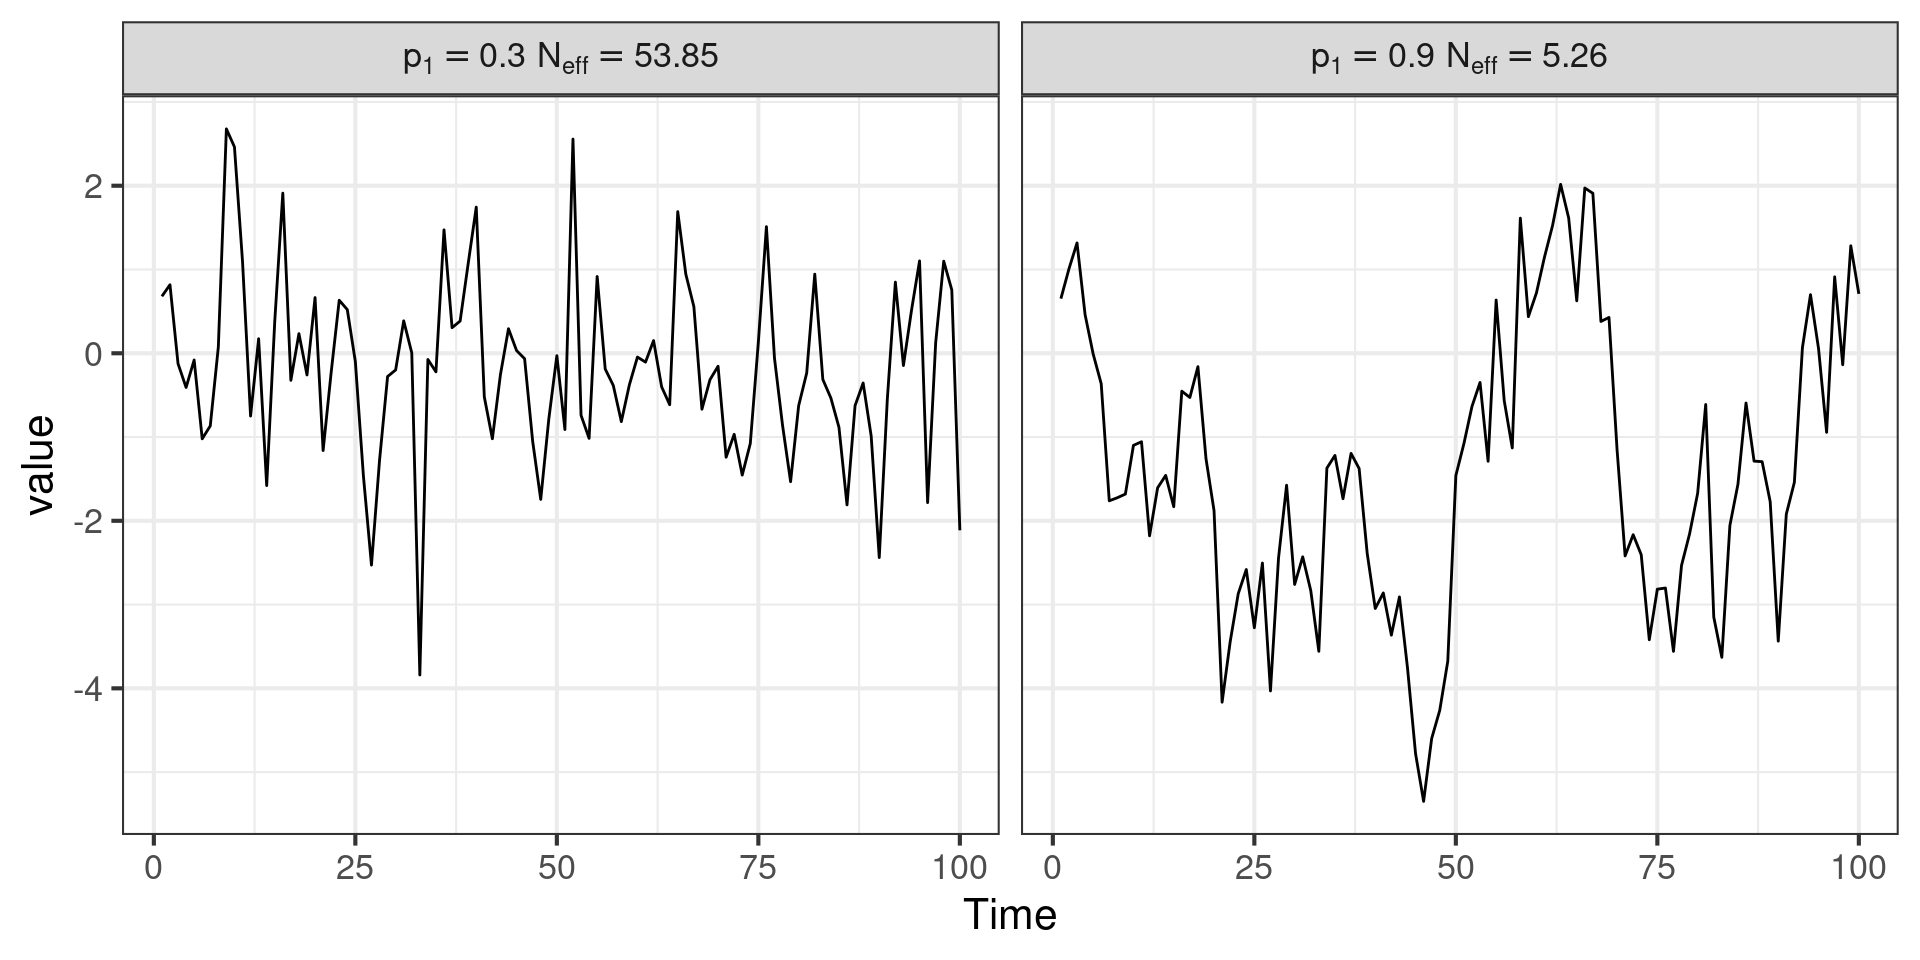 p₁ = 0.3 Nₑff = 53.85
p₁ = 0.9 Nₑff = 5.26
value
2
0
-2
-4
0 25 50 75 100
0 25 50 75 100
Time